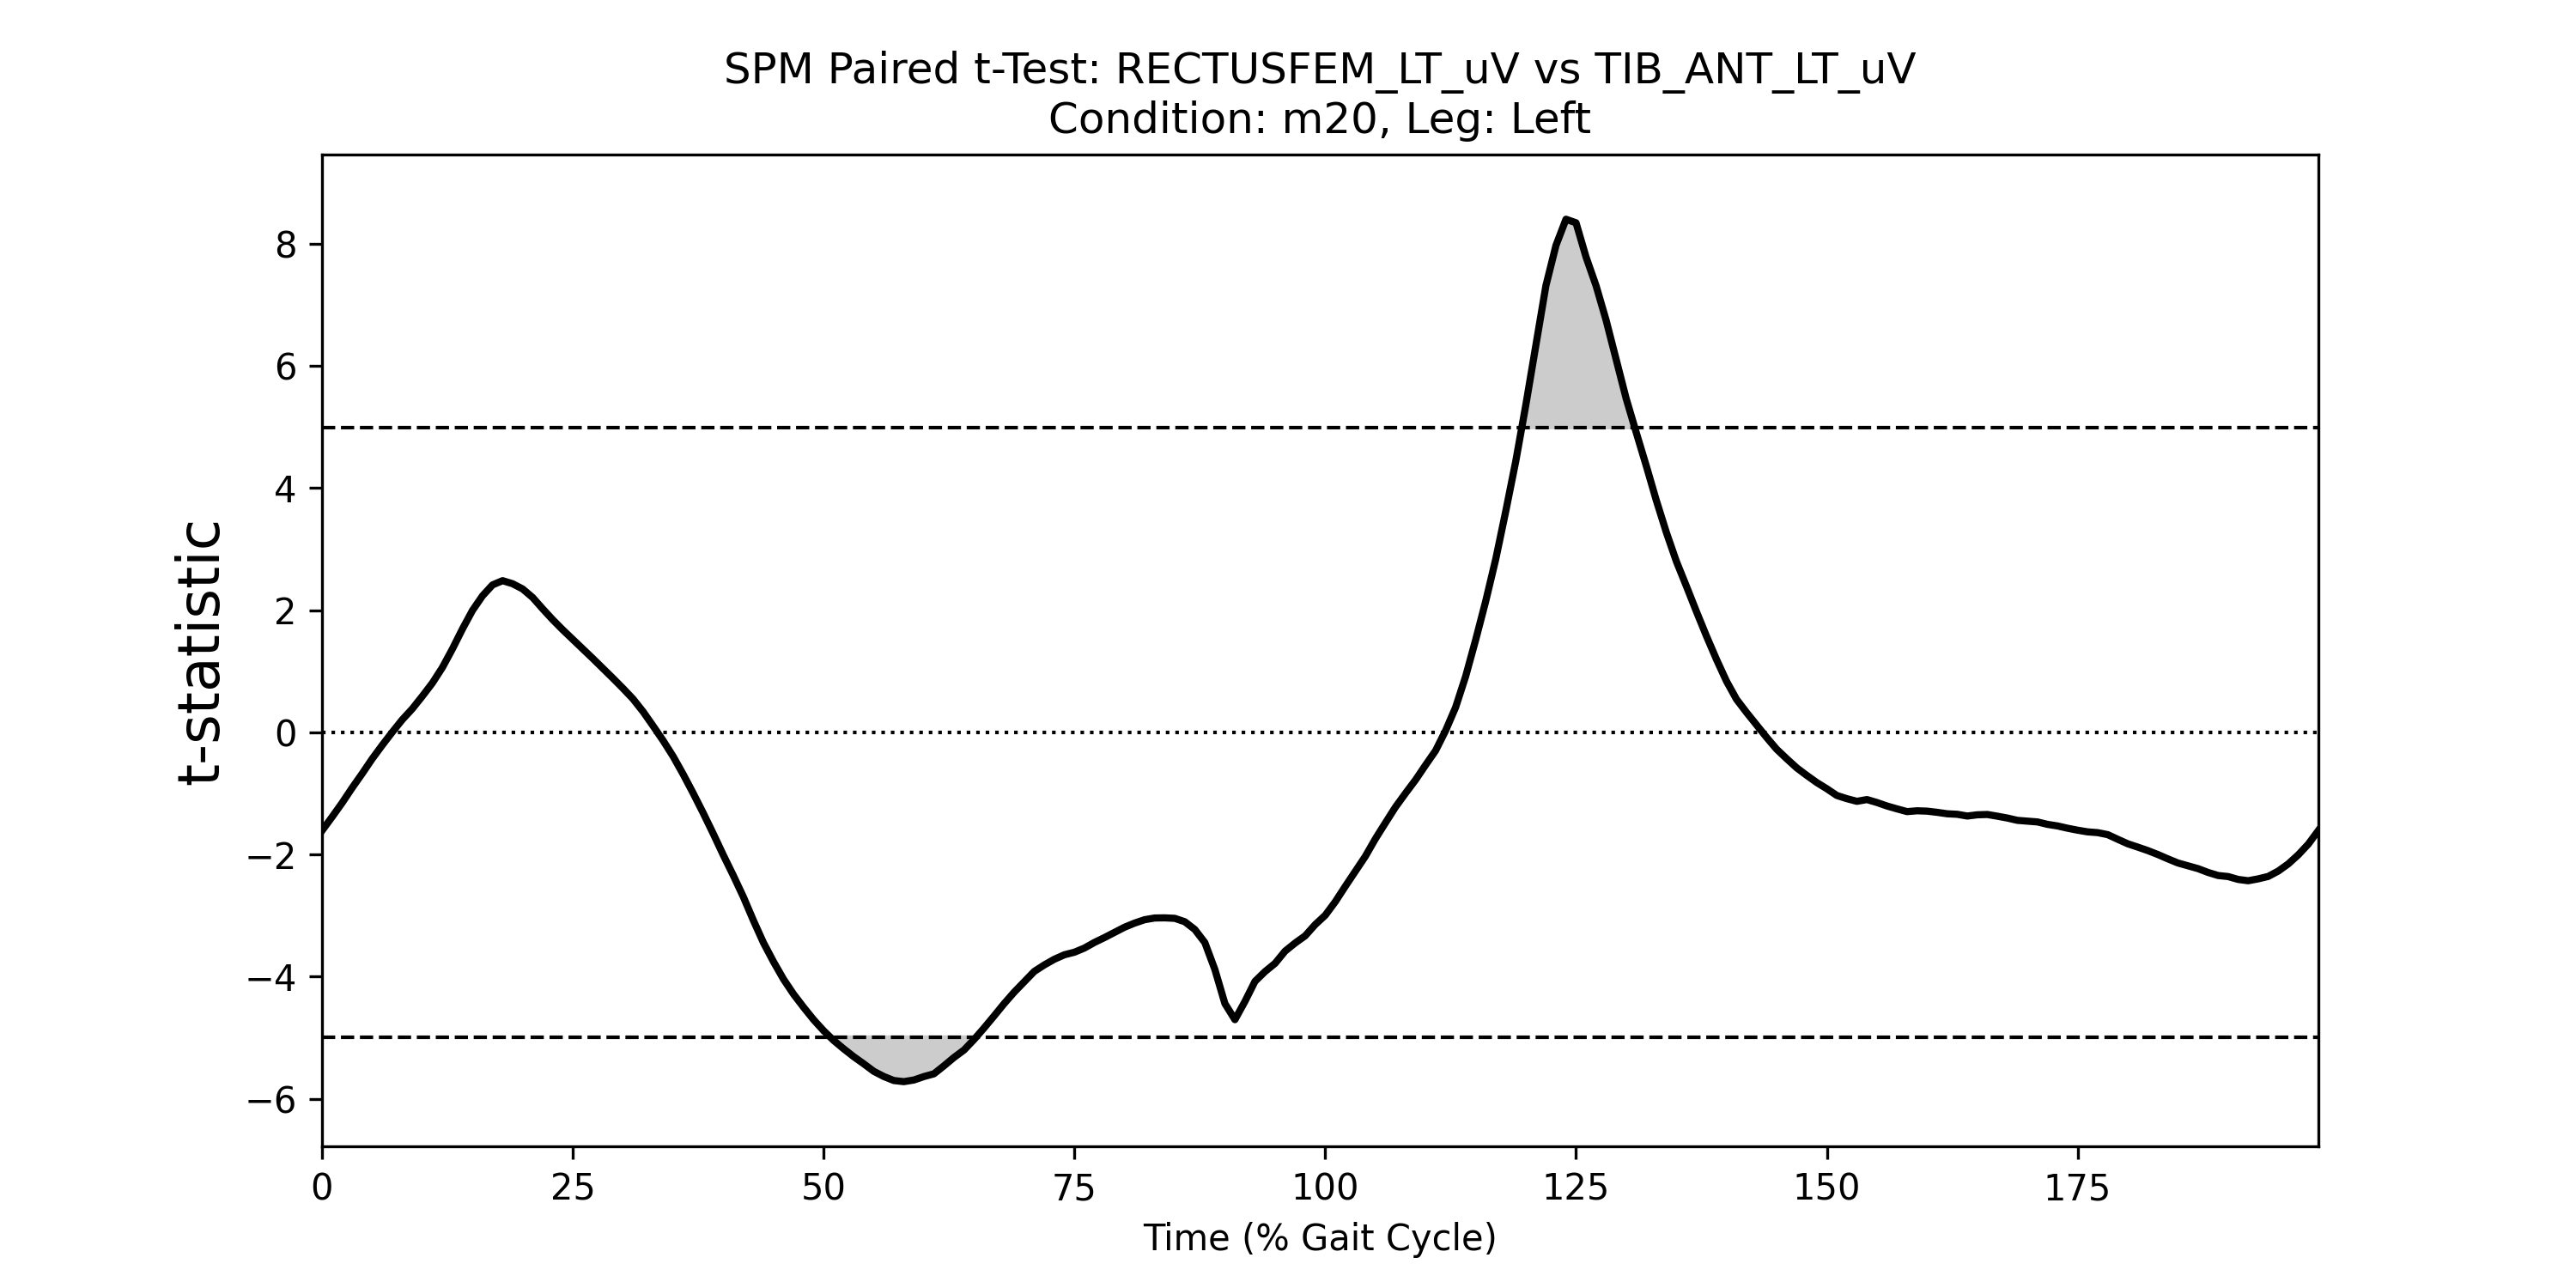 SPM Paired t-Test: RECTUSFEM_LT_uV vs TIB_ANT_LT_uV
Condition: m20, Leg: Left
t-statistic
8
6
4
2
0
−2
−4
−6
0 25 50 75 100 125 150 175
Time (% Gait Cycle)